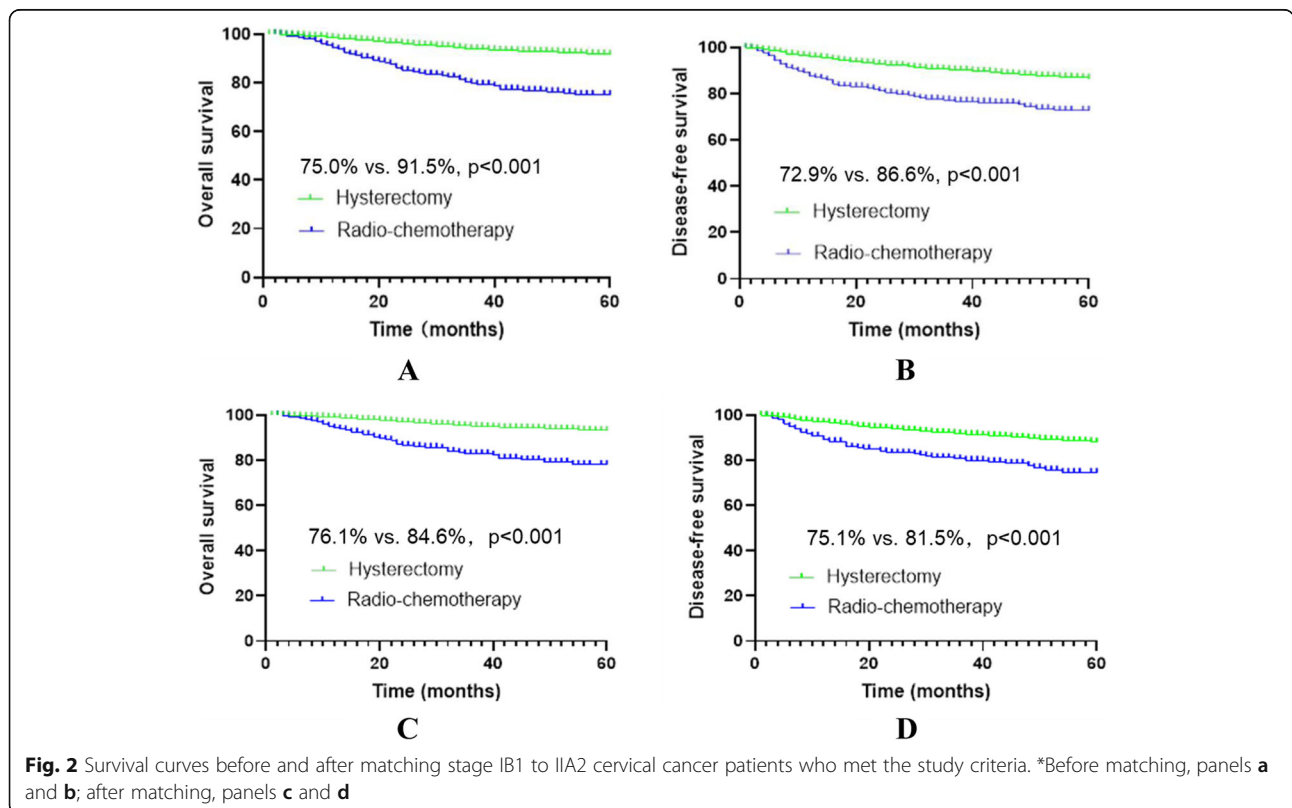 100
80
60
40
20
0
Overall survival
75.0% vs. 91.5%, p<0.001
Hysterectomy
Radio-chemotherapy
0 20 40 60
Time (months)
A
100
80
60
40
20
0
Disease-free survival
72.9% vs. 86.6%, p<0.001
Hysterectomy
Radio-chemotherapy
0 20 40 60
Time (months)
B
100
80
60
40
20
0
Overall survival
76.1% vs. 84.6%, p<0.001
Hysterectomy
Radio-chemotherapy
0 20 40 60
Time (months)
C
100
80
60
40
20
0
Disease-free survival
75.1% vs. 81.5%, p<0.001
Hysterectomy
Radio-chemotherapy
0 20 40 60
Time (months)
D
Fig. 2 Survival curves before and after matching stage IB1 to IIA2 cervical cancer patients who met the study criteria. *Before matching, panels a
and b; after matching, panels c and d